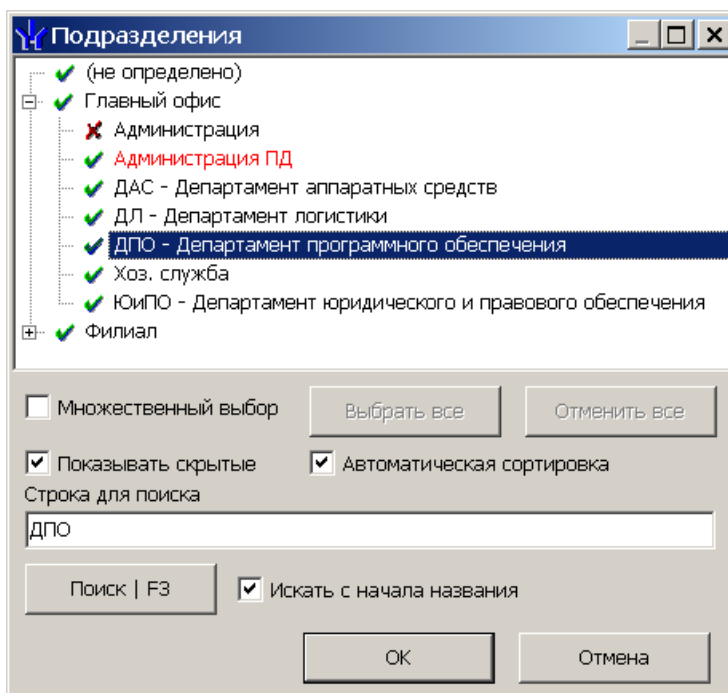 Подразделения
(не определено)
Главный офис
Администрация
Администрация ПД
ДАС - Департамент аппаратных средств
ДЛ - Департамент логистики
ДПО - Департамент программного обеспечения
Хоз. служба
ЮиПО - Департамент юридического и правового обеспечения
Филиал
Множественный выбор
Выбрать все
Отменить все
Показывать скрытые
Автоматическая сортировка
Строка для поиска
ДПО
Поиск | F3
Искать с начала названия
ОК
Отмена